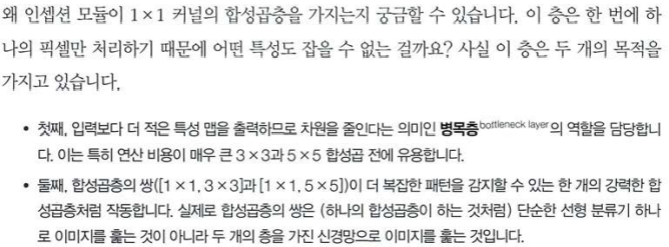 왜 인셉션 모듈이 1×1 커널의 합성곱층을 가지는지 궁금할 수 있습니다. 이 층은 한 번에 하
나의 픽셀만 처리하기 때문에 어떤 특성도 잡을 수 없는 걸까요? 사실 이 층은 두 개의 목적을
가지고 있습니다.
• 첫째, 입력보다 더 적은 특성 맵을 출력하므로 차원을 줄인다는 의미인 병목층bottleneck layer의 역할을 담당합니
다. 이는 특히 연산 비용이 매우 큰 3×3과 5×5 합성곱 전에 유용합니다.
• 둘째, 합성곱층의 쌍([1×1, 3×3]과 [1×1, 5×5])이 더 복잡한 패턴을 감지할 수 있는 한 개의 강력한 합
성곱층처럼 작동합니다. 실제로 합성곱층의 쌍은 (하나의 합성곱층이 하는 것처럼) 단순한 선형 분류기 하나
로 이미지를 훑는 것이 아니라 두 개의 층을 가진 신경망으로 이미지를 훑는 것입니다.